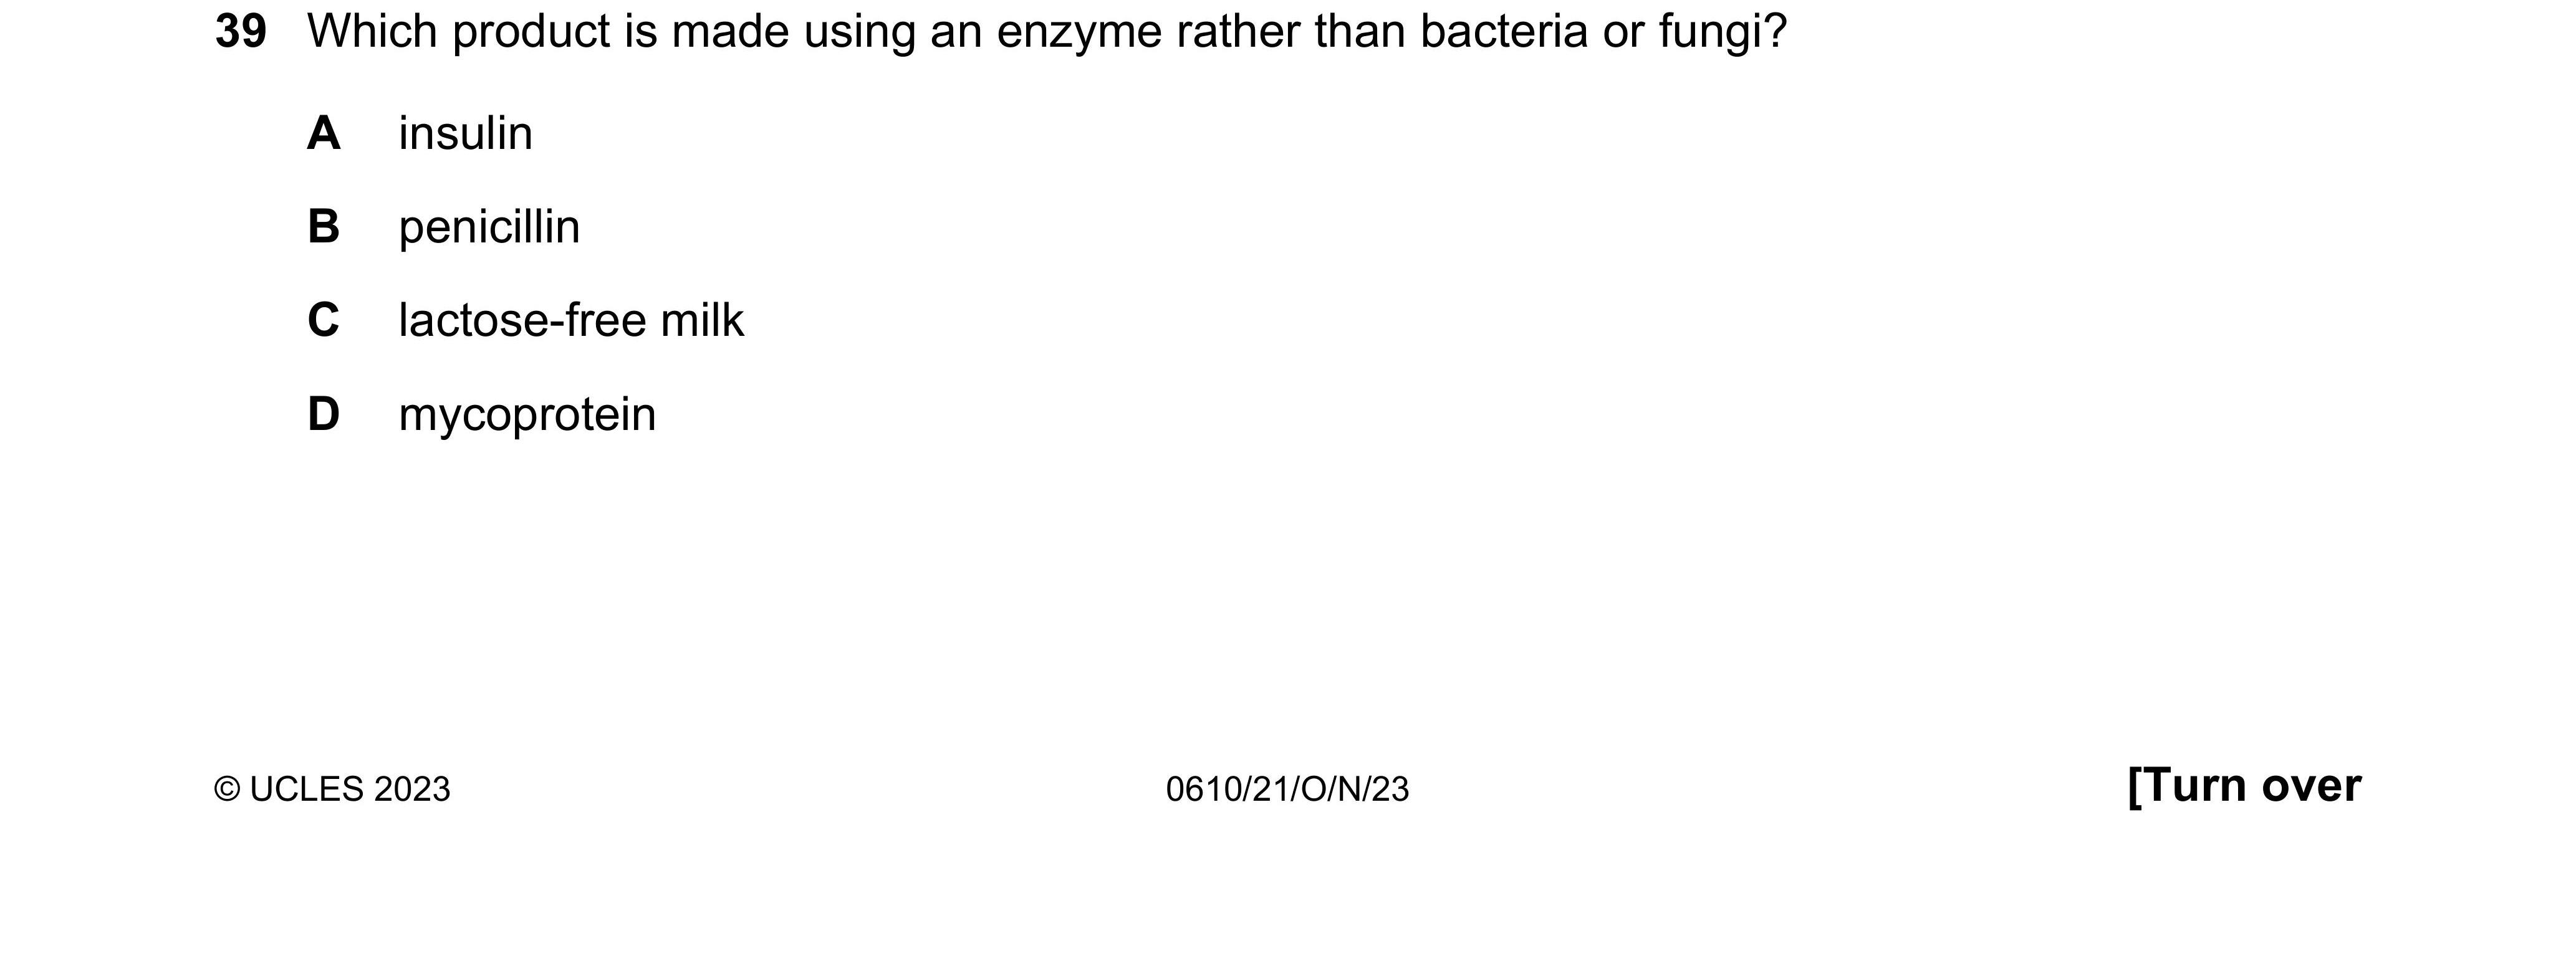 39 Which product is made using an enzyme rather than bacteria or fungi?
A insulin
B penicillin
C lactose-free milk
D mycoprotein
© UCLES 2023 0610/21/O/N/23 [Turn over